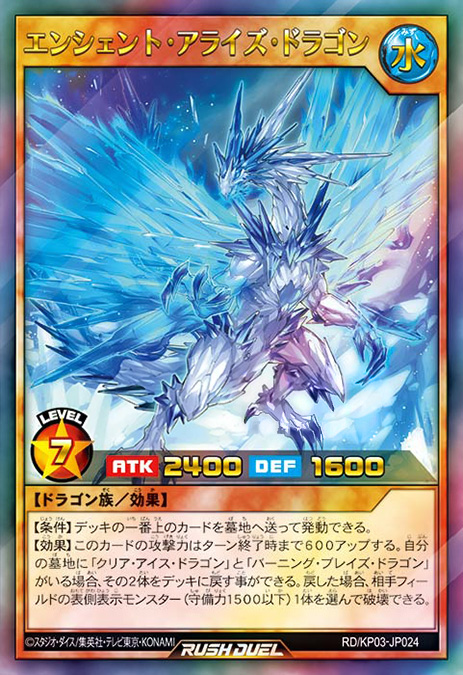 エンシェント・アライズ・ドラゴン
水
LEVEL
7
ATK 2400 DEF 1600
【ドラゴン族/効果】
【条件】デッキの一番上のカードを墓地へ送って発動できる。
【効果】このカードの攻撃力はターン終了時まで600アップする。自分
の墓地に「クリア・アイス・ドラゴン」と「バーニング・ブレイズ・ドラゴン」
がいる場合、その2体をデッキに戻す事ができる。戻した場合、相手フィー
ルドの表側表示モンスター(守備力1500以下)1体を選んで破壊できる。
©スタジオ・ダイス/集英社・テレビ東京・KONAMI
RUSH DUEL
RD/KP03-JP024